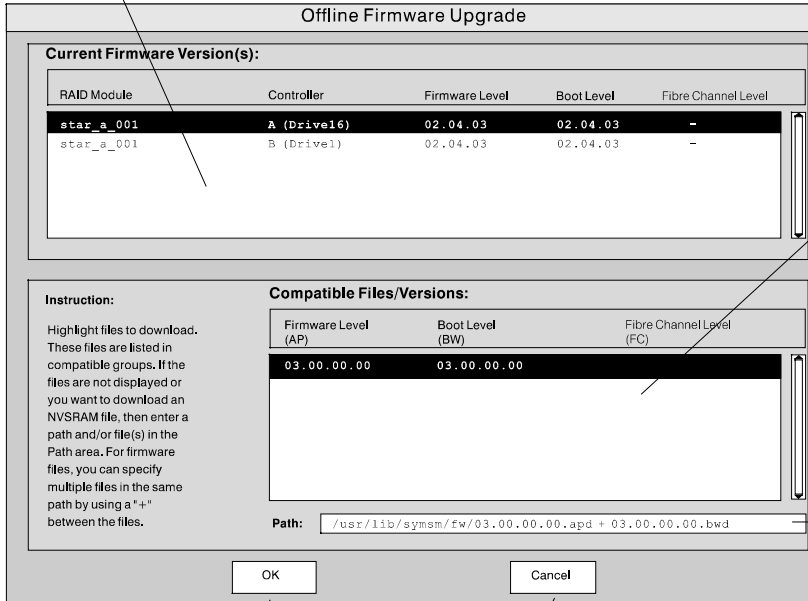 Offline Firmware Upgrade
Current Firmware Version(s):
RAID Module Controller Firmware Level Boot Level Fibre Channel Level
star_a_001 A (Drive16) 02.04.03 02.04.03 –
star_a_001 B (Drive1) 02.04.03 02.04.03 –
Instruction:
Highlight files to download.
These files are listed in
compatible groups. If the
files are not displayed or
you want to download an
NVSRAM file, then enter a
path and/or file(s) in the
Path area. For firmware
files, you can specify
multiple files in the same
path by using a "+"
between the files.
Compatible Files/Versions:
Firmware Level Boot Level Fibre Channel Level
(AP) (BW) (FC)
03.00.00.00 03.00.00.00
Path: /usr/lib/symsm/fw/03.00.00.00.apd + 03.00.00.00.bwd
OK Cancel